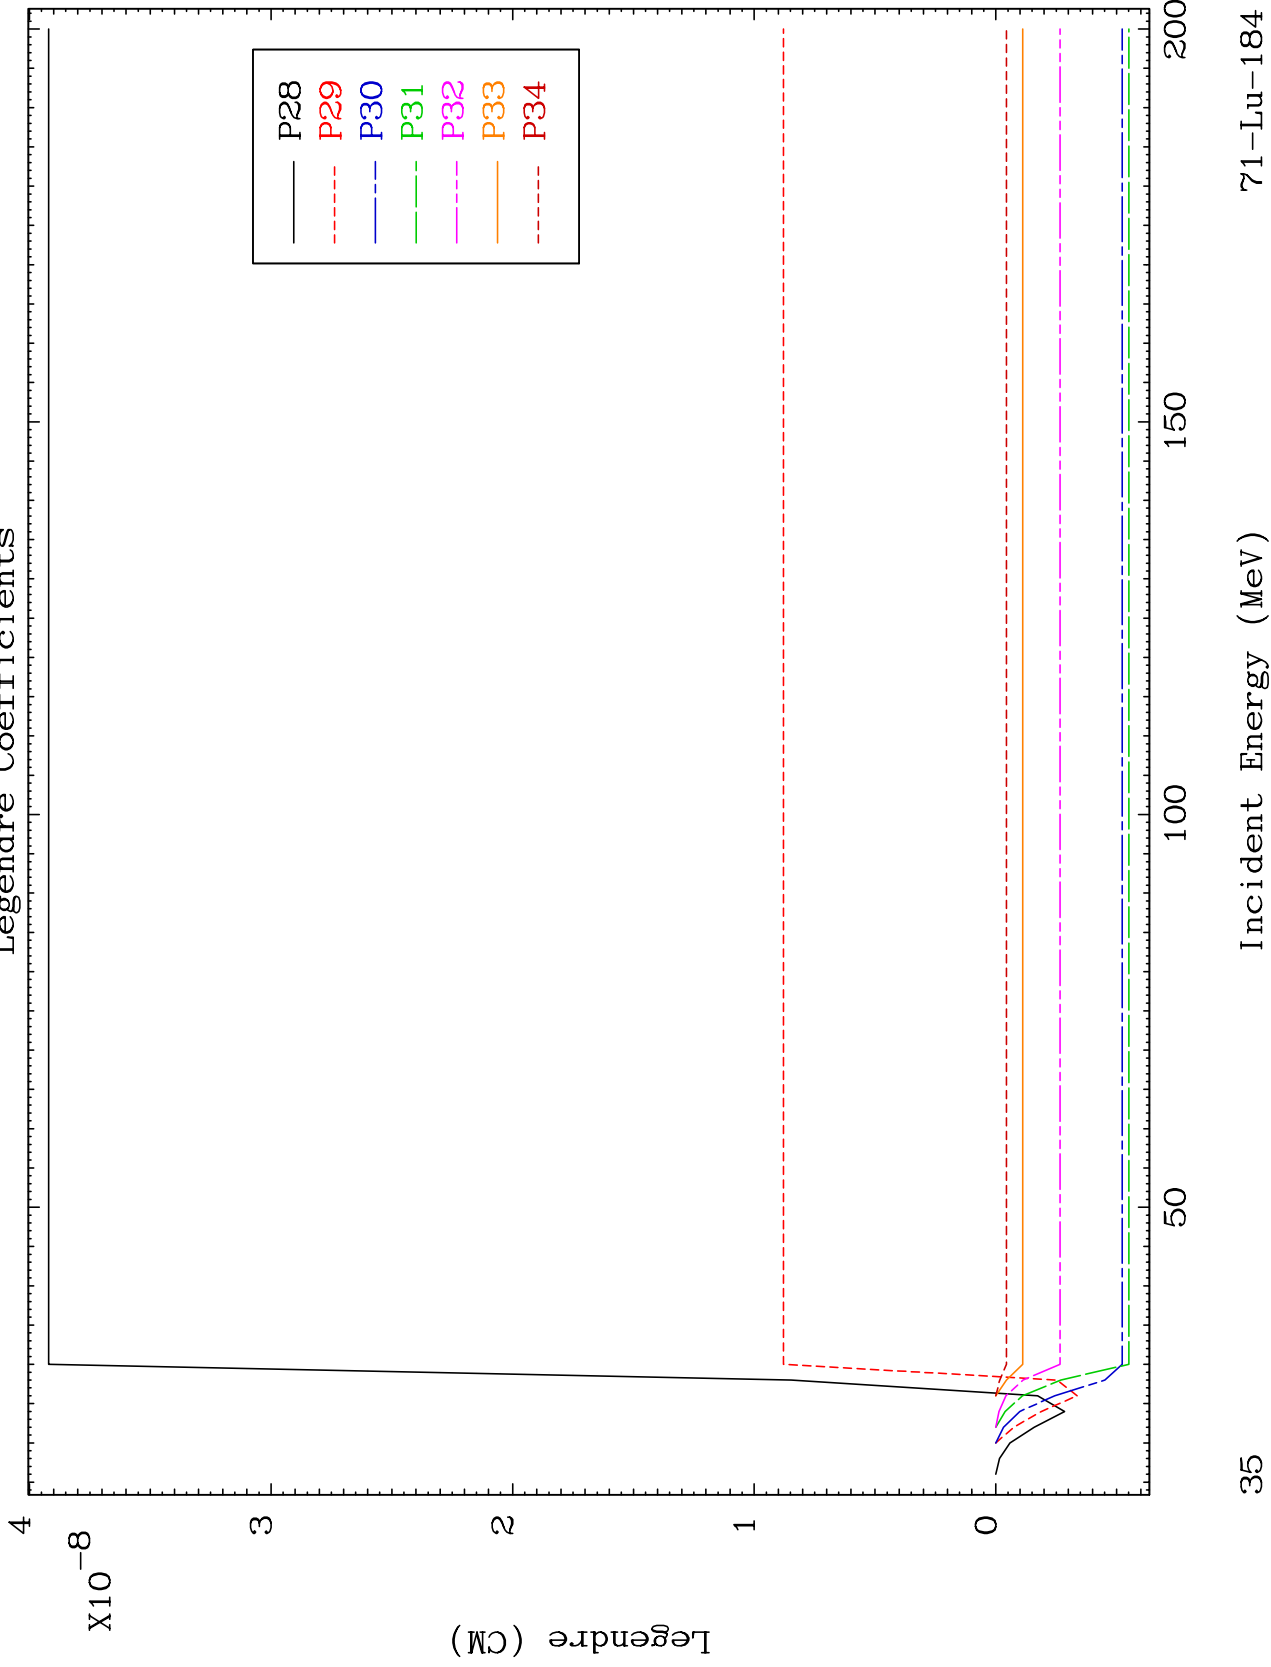 Legendre Coefficients
P28
P29
P30
P31
P32
P33
P34
4
3
2
1
0
X10-8
Legendre (CM)
50
100
150
200
Incident Energy (MeV)
35
71-Lu-184